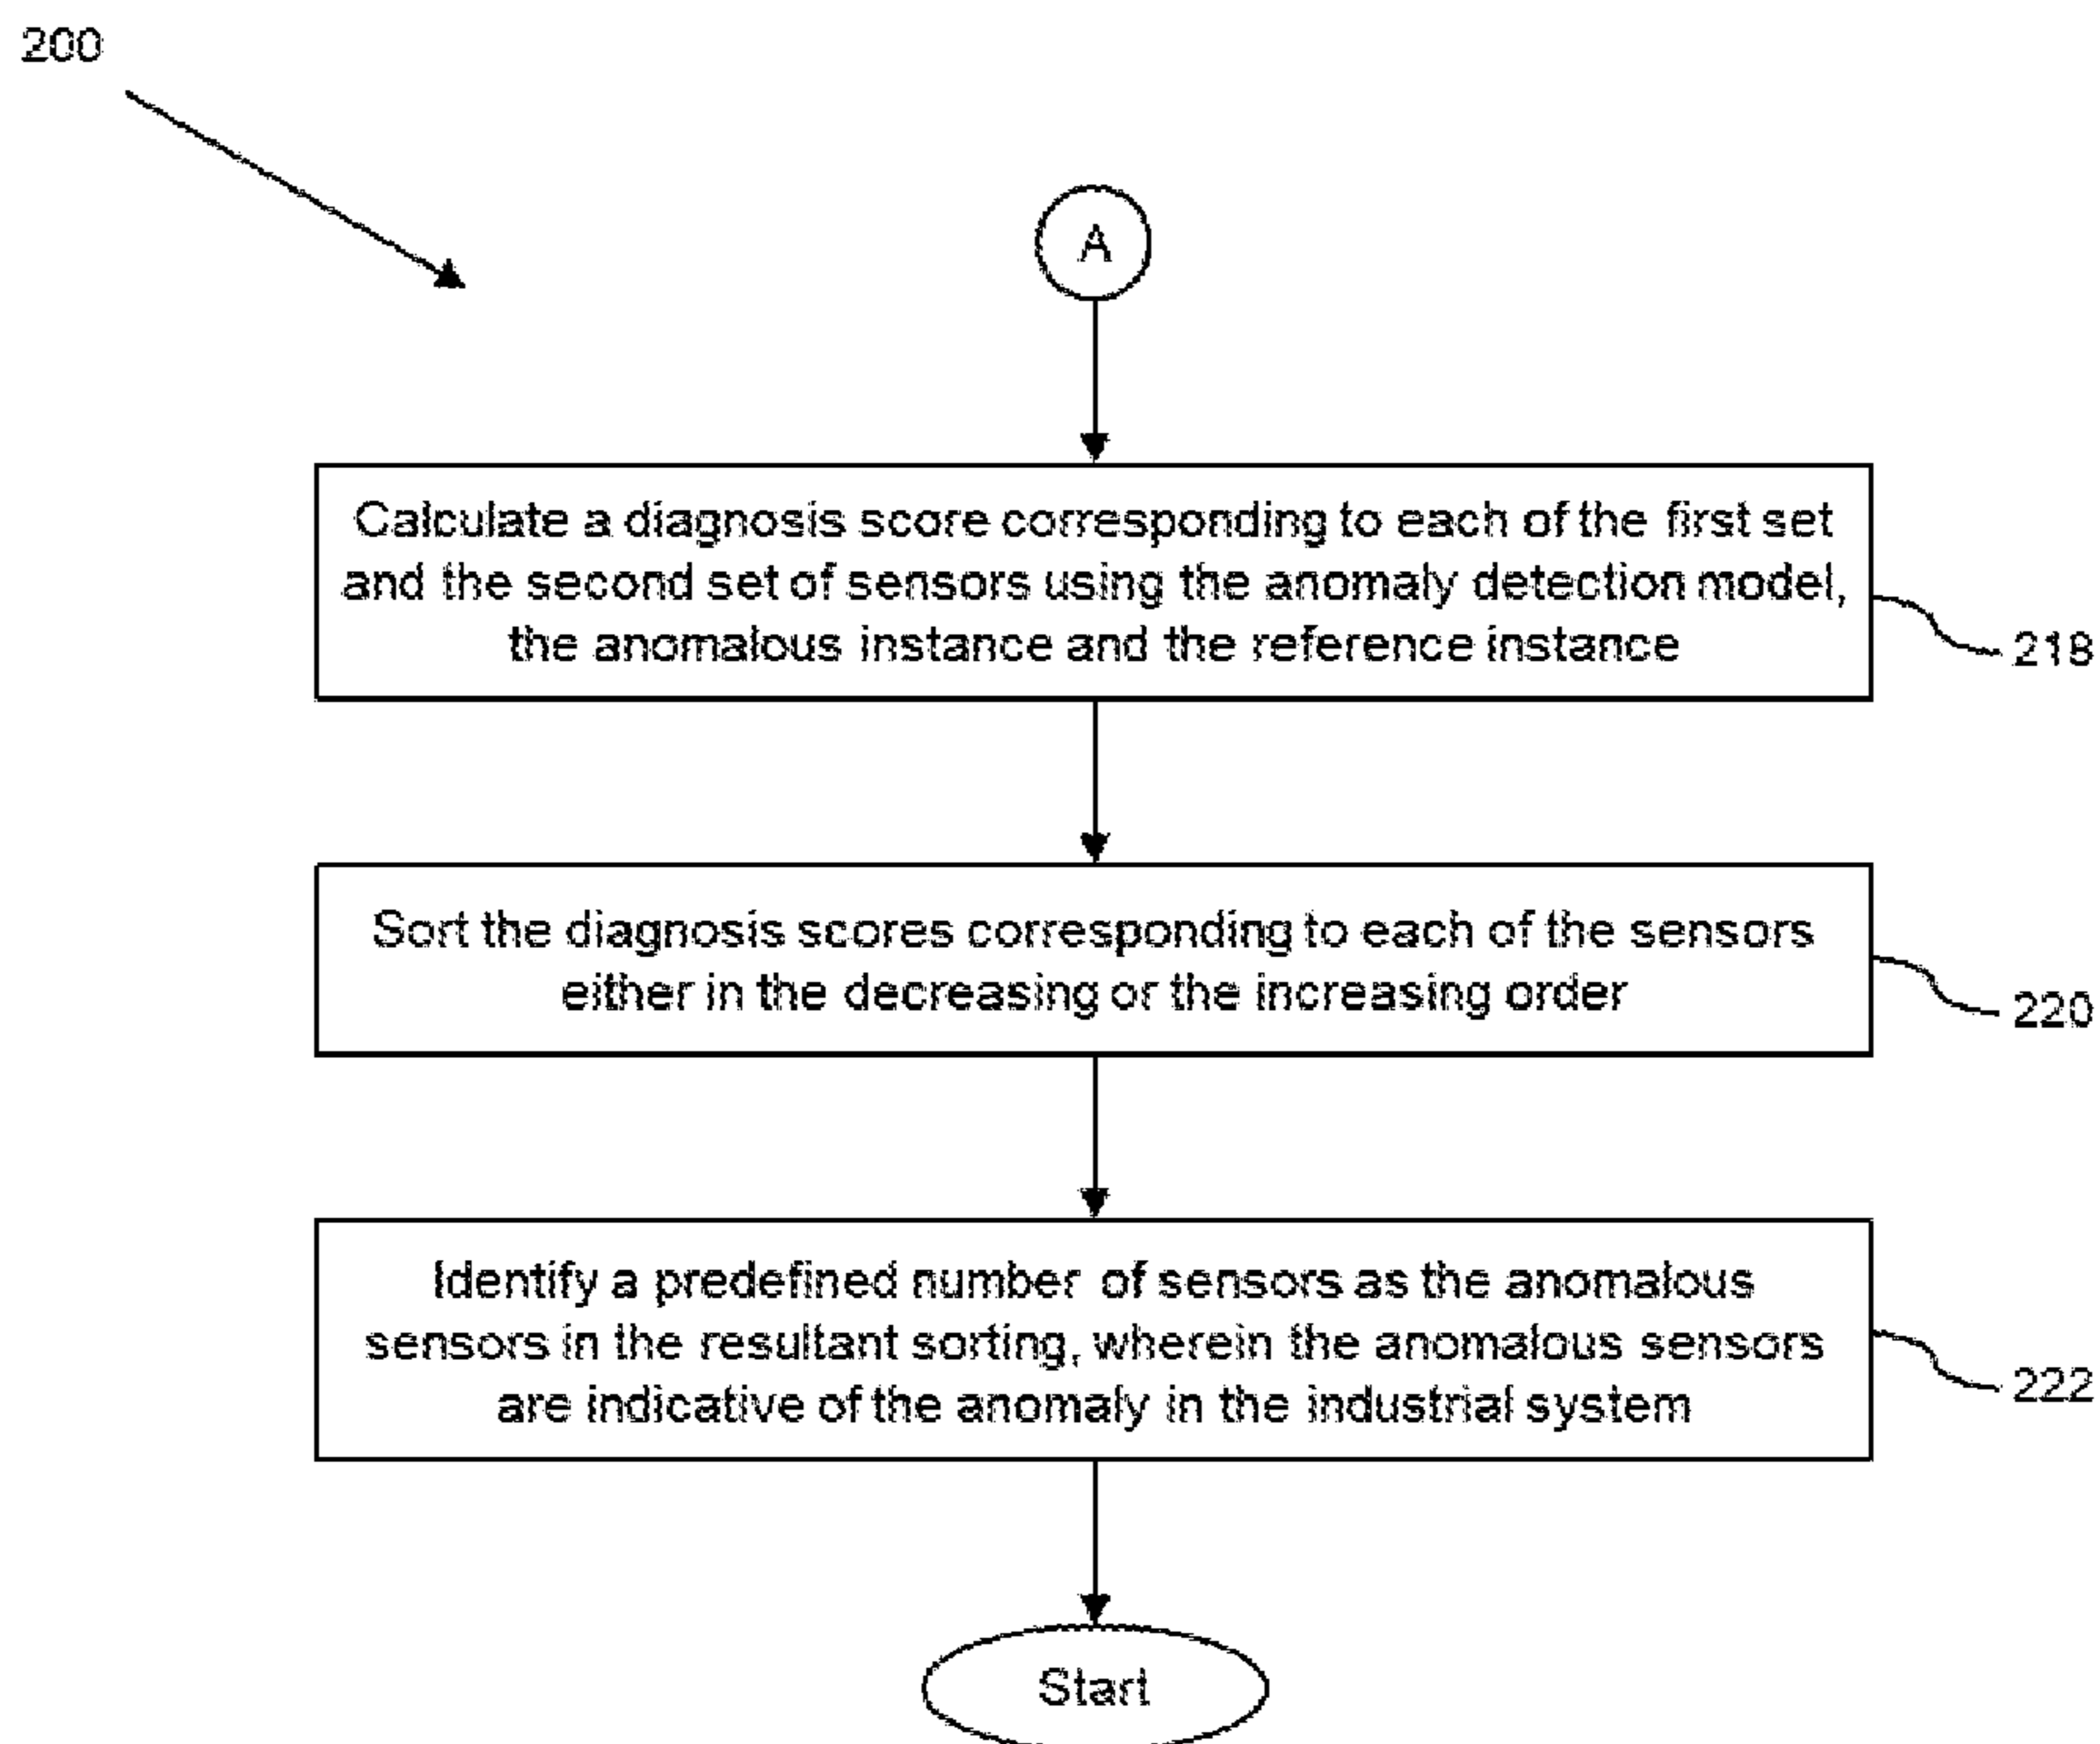 200
A
Calculate a diagnosis score corresponding to each of the first set
and the second set of sensors using the anomaly detection model,
the anomalous instance and the reference instance
218
Sort the diagnosis scores corresponding to each of the sensors
either in the decreasing or the increasing order
220
Identify a predefined number of sensors as the anomalous
sensors in the resultant sorting, wherein the anomalous sensors
are indicative of the anomaly in the industrial system
222
Start